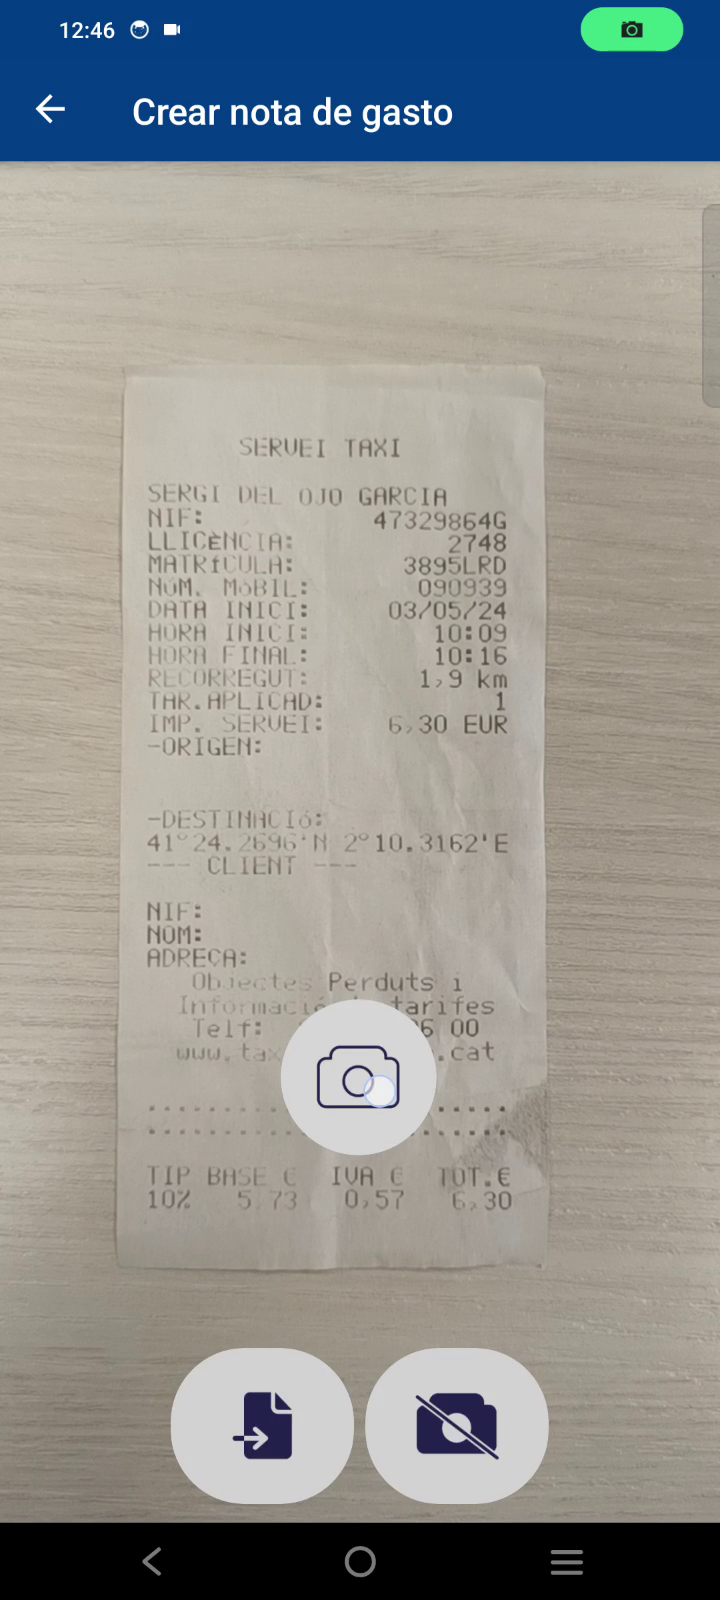 12:46
Crear nota de gasto
SERVEI TAXI
SERGI DEL OJO GARCIA
NIF: 47329864G
LLICÈNCIA: 2748
MATRíCULA: 3895LRD
NúM. MòBIL: 090939
DATA INICI: 03/05/24
HORA INICI: 10:09
HORA FINAL: 10:16
RECORREGUT: 1,9 km
TAR.APLICAD: 1
IMP. SERVEI: 6,30 EUR
-ORIGEN:
-DESTINACIó:
41°24.2696'N 2°10.3162'E
--- CLIENT ---
NIF:
NOM:
ADRECA:
Objectes Perduts i
tarifes
Telf: 00
www. .cat
TIP BASE € IVA € TOT.€
10% 5,73 0,57 6,30